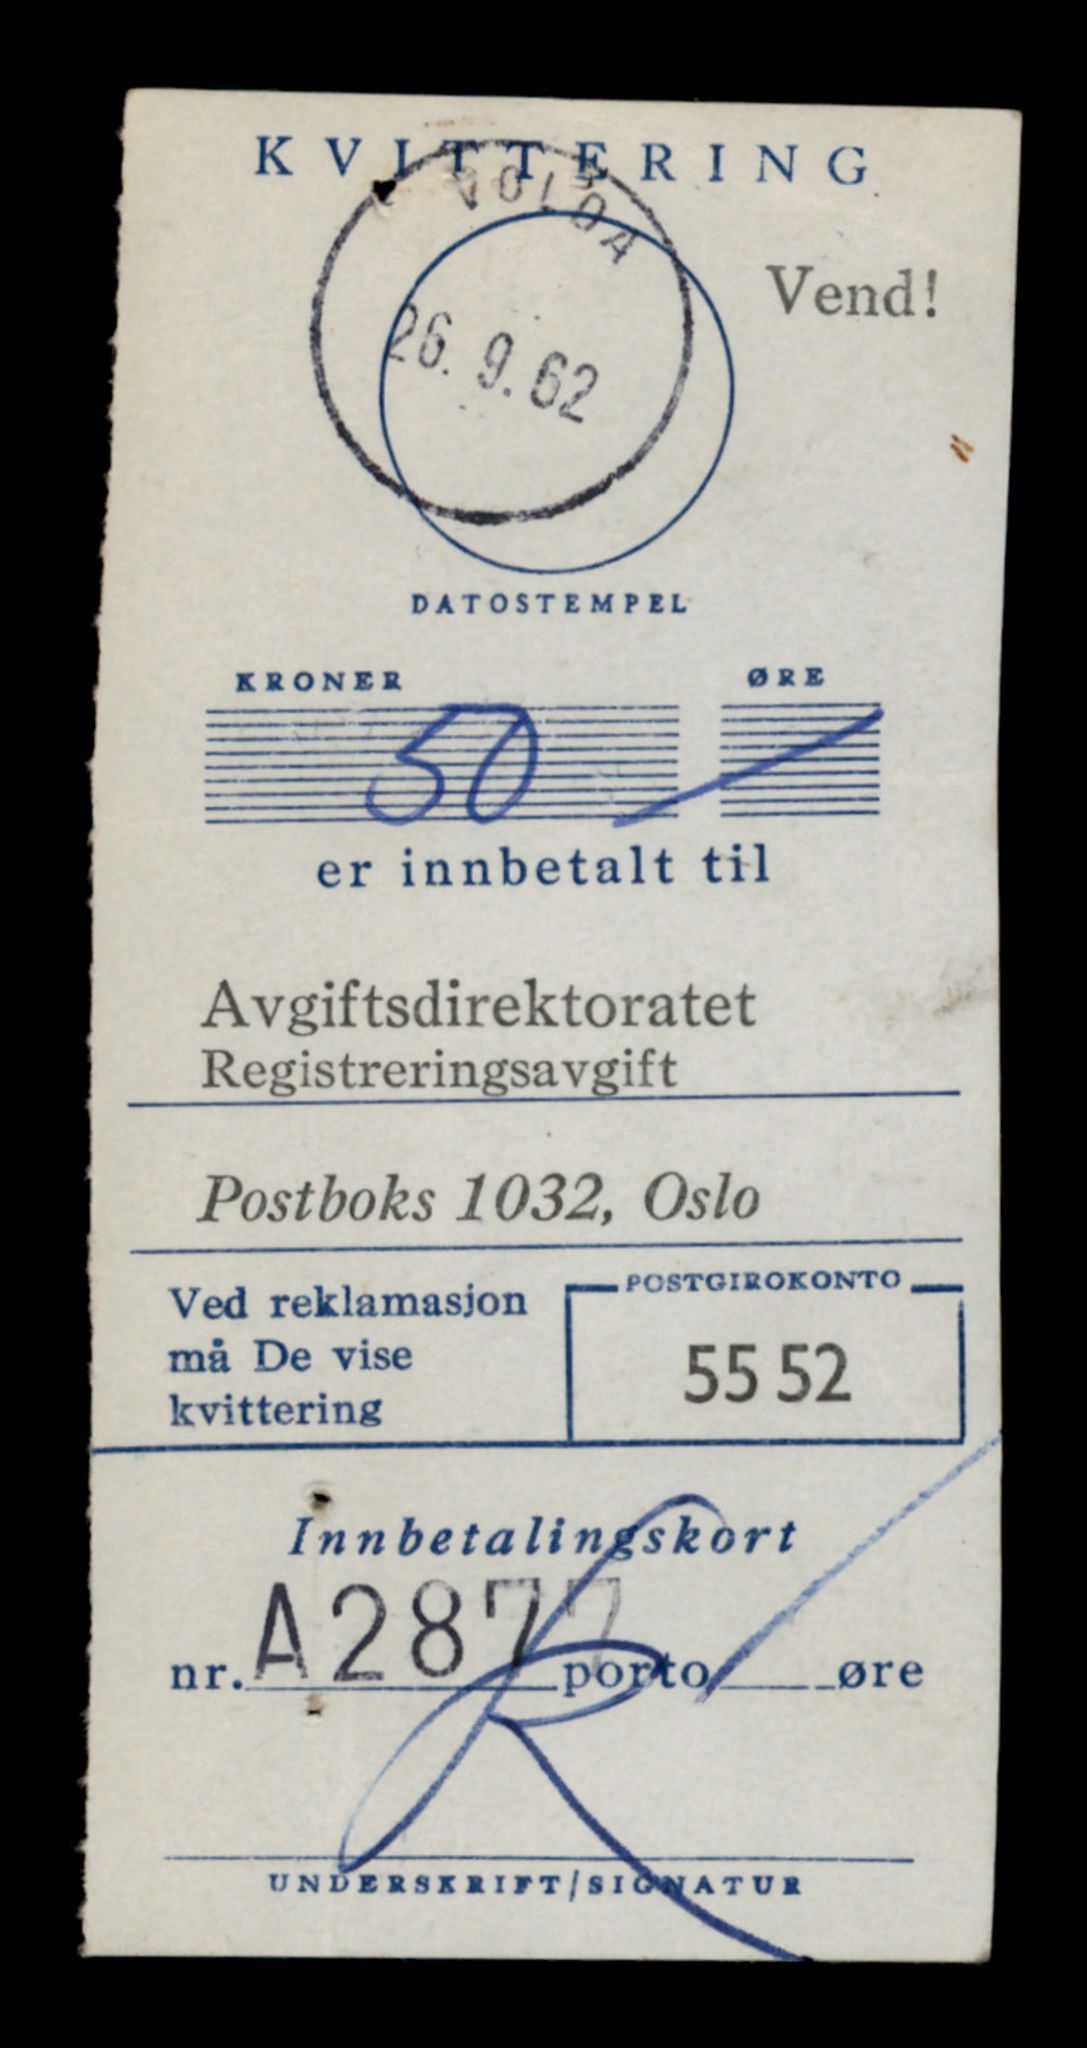 KVITTERING
VOLDA
Vend!
26.9.62
DATOSTEMPEL
KRONER ØRE
50
er innbetalt til
Avgiftsdirektoratet
Registreringsavgift
Postboks 1032, Oslo
Ved reklamasjon
må De vise
kvittering
POSTGIROKONTO
55 52
Innbetalingskort
nr. A2877 porto øre
UNDERSKRIFT/SIGNATUR